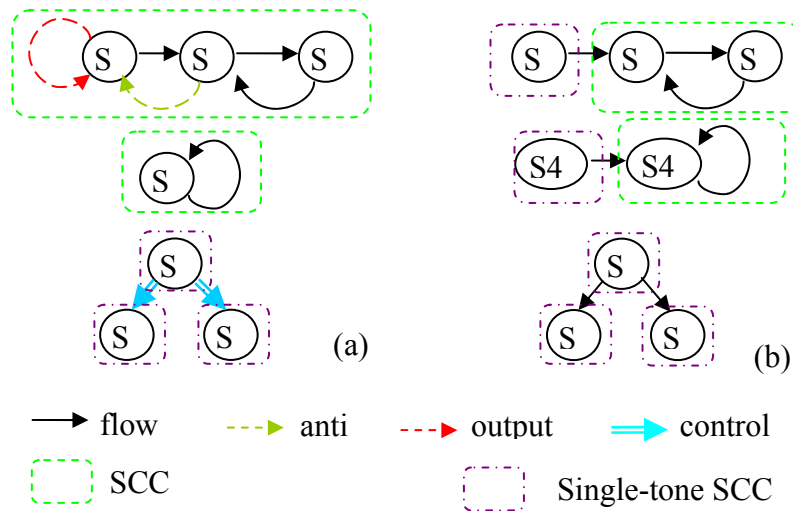 S S S S S S
S S4 S4
S S
S S (a) S S (b)
flow anti output control
SCC Single-tone SCC